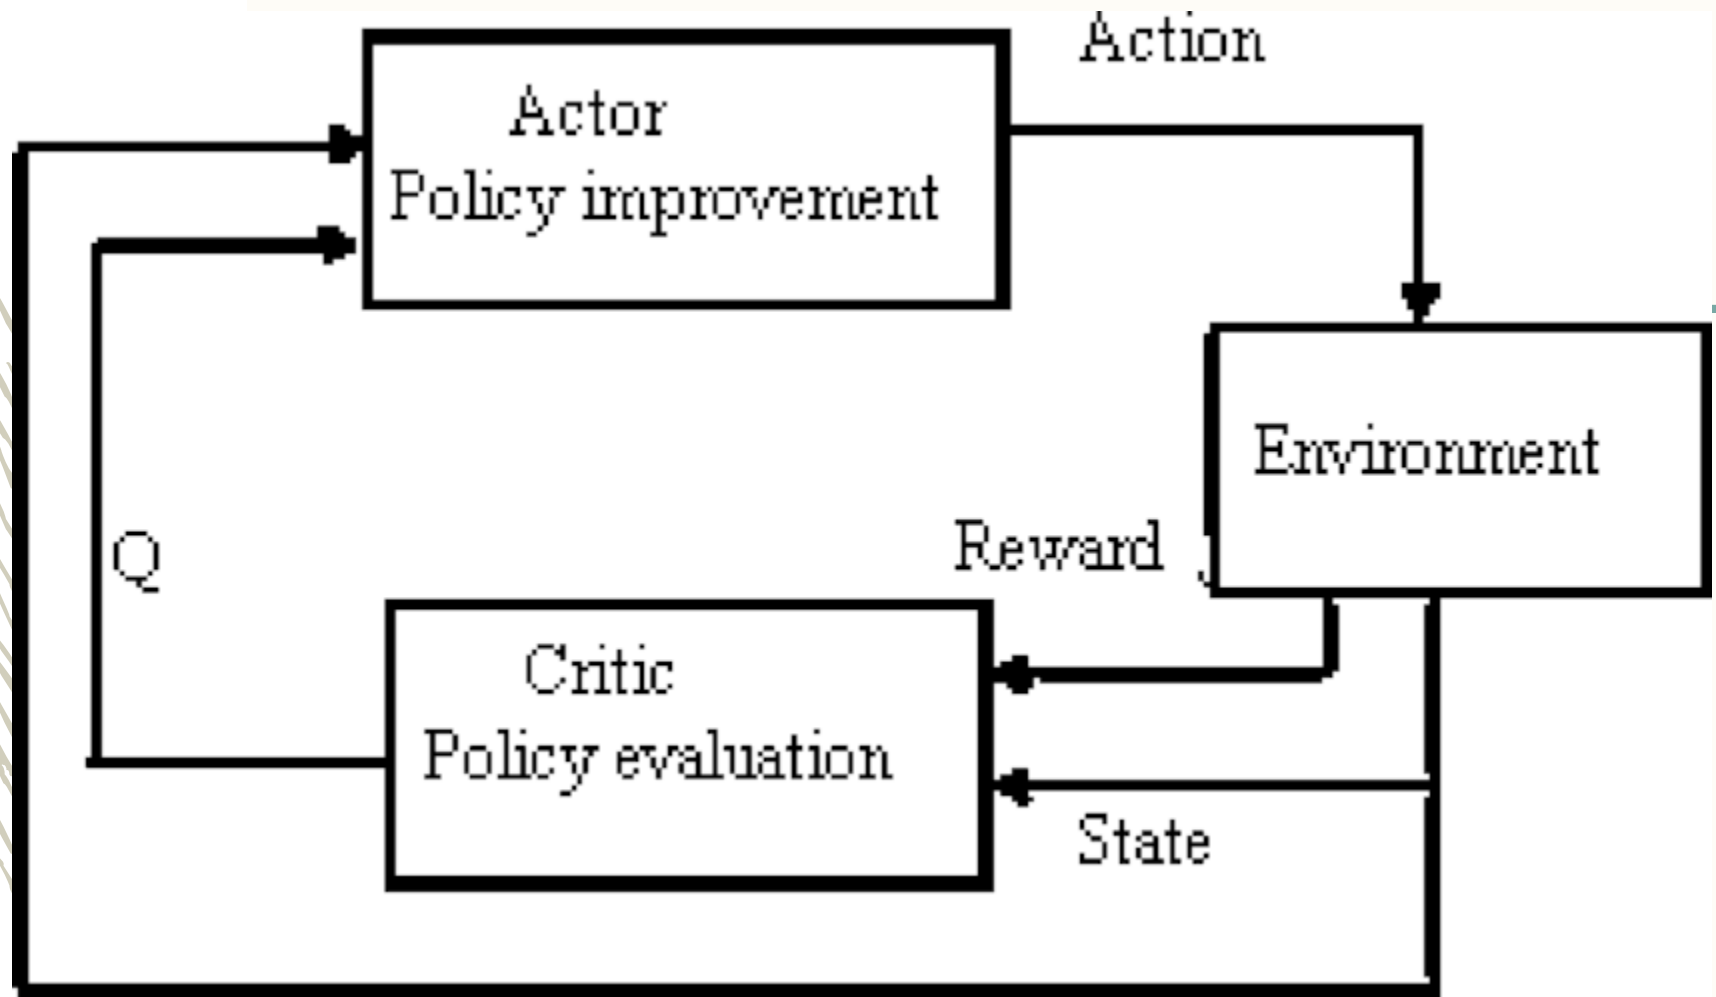 Action
Actor
Policy improvement
Environment
Reward
Q
Critic
Policy evaluation
State